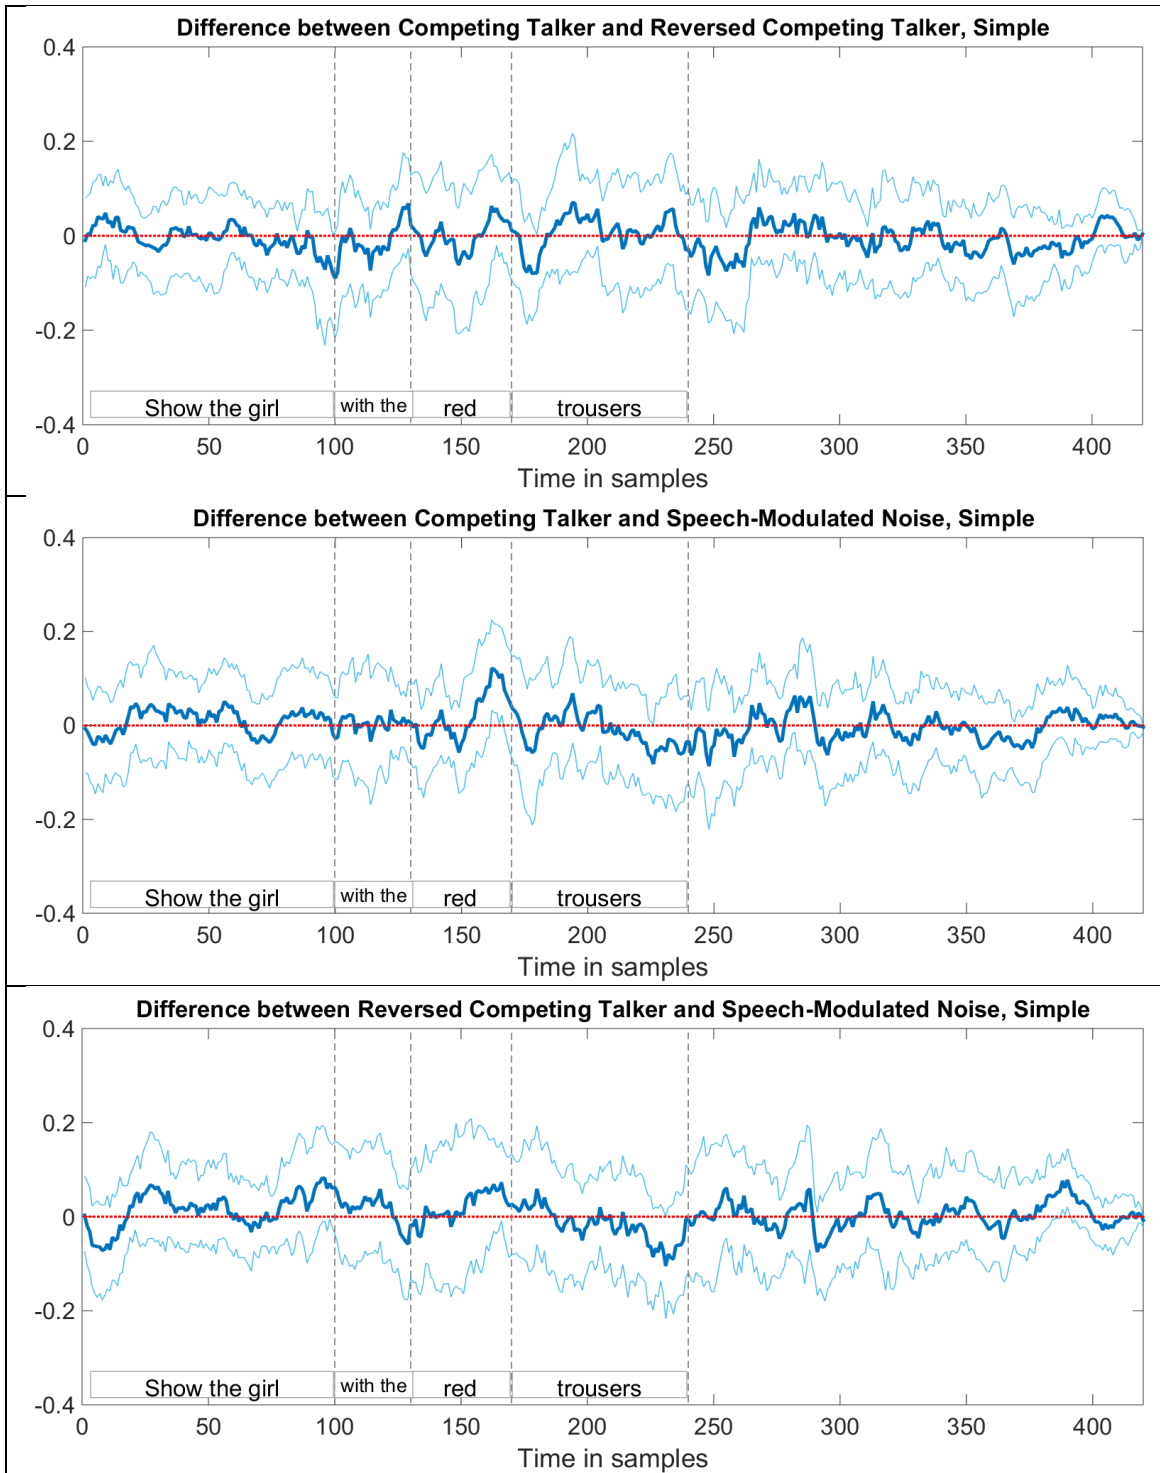 Difference between Competing Talker and Reversed Competing Talker, Simple
0.4
0.2
0
-0.2
-0.4
Show the girl
with the
red
trousers
0 50 100 150 200 250 300 350 400
Time in samples
Difference between Competing Talker and Speech-Modulated Noise, Simple
0.4
0.2
0
-0.2
-0.4
Show the girl
with the
red
trousers
0 50 100 150 200 250 300 350 400
Time in samples
Difference between Reversed Competing Talker and Speech-Modulated Noise, Simple
0.4
0.2
0
-0.2
-0.4
Show the girl
with the
red
trousers
0 50 100 150 200 250 300 350 400
Time in samples